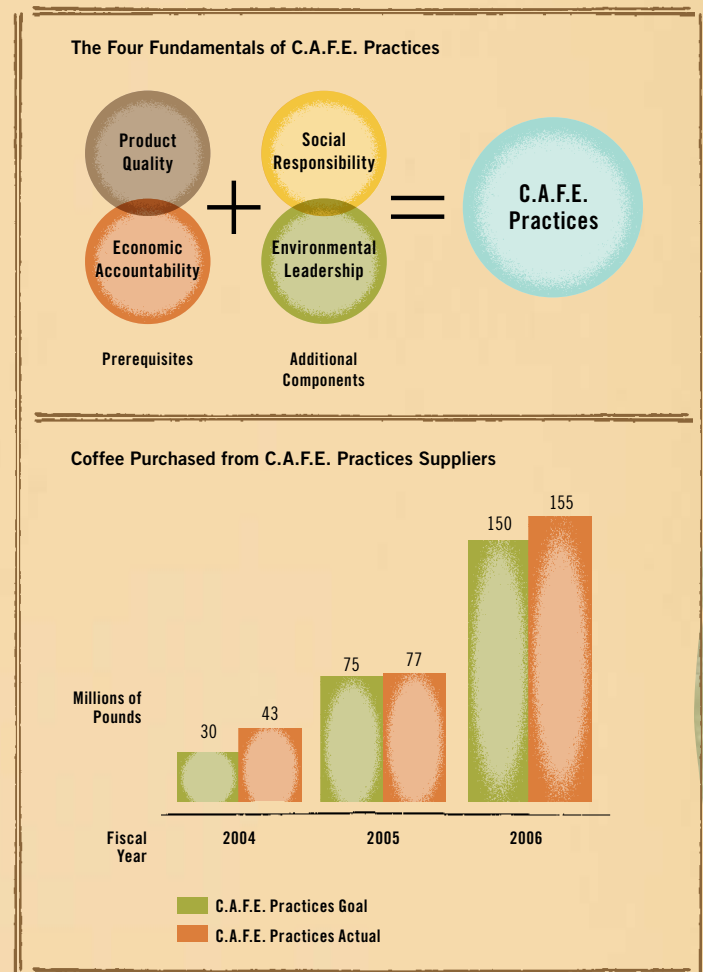 The Four Fundamentals of C.A.F.E. Practices
Product
Quality
Economic
Accountability
Prerequisites
Social
Responsibility
Environmental
Leadership
Additional
Components
C.A.F.E.
Practices
Coffee Purchased from C.A.F.E. Practices Suppliers
Millions of
Pounds
30
43
75
77
150
155
Fiscal
Year
2004
2005
2006
C.A.F.E. Practices Goal
C.A.F.E. Practices Actual